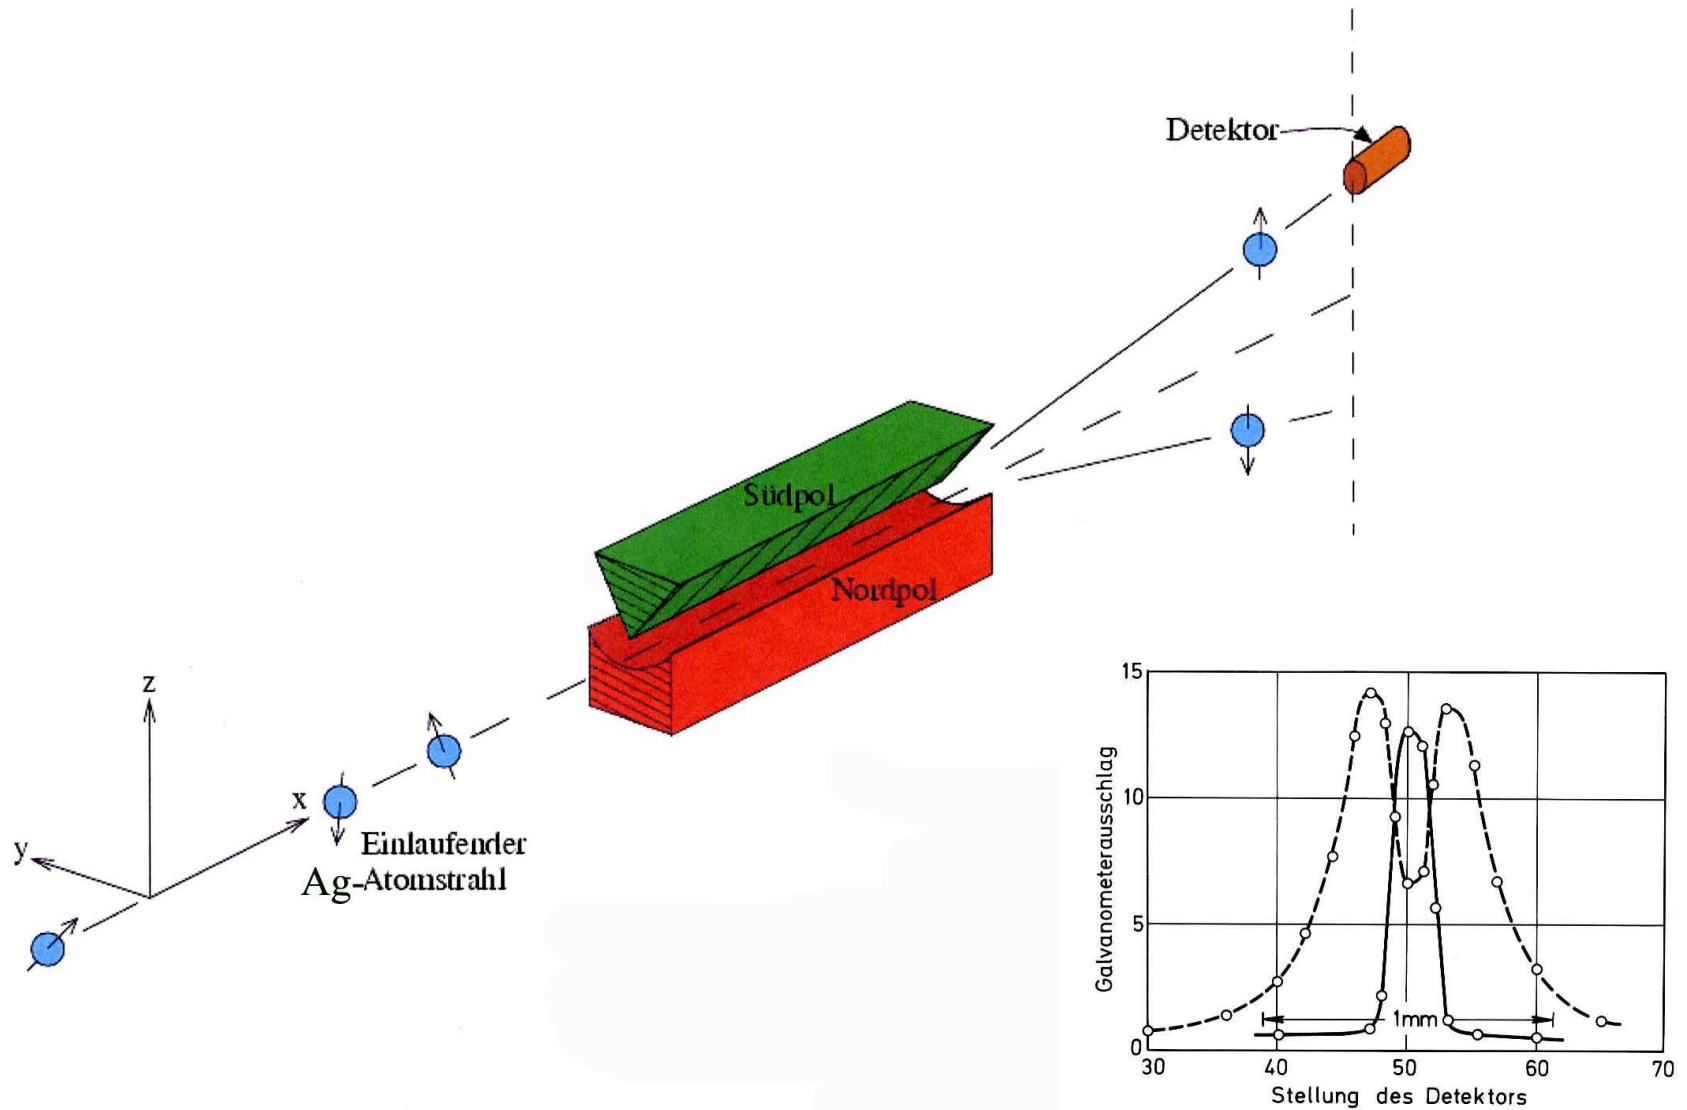 Detektor
Südpol
Nordpol
z
x
y
Einlaufender
Ag-Atomstrahl
15
10
5
0
Galvanometerausschlag
1mm
30 40 50 60 70
Stellung des Detektors